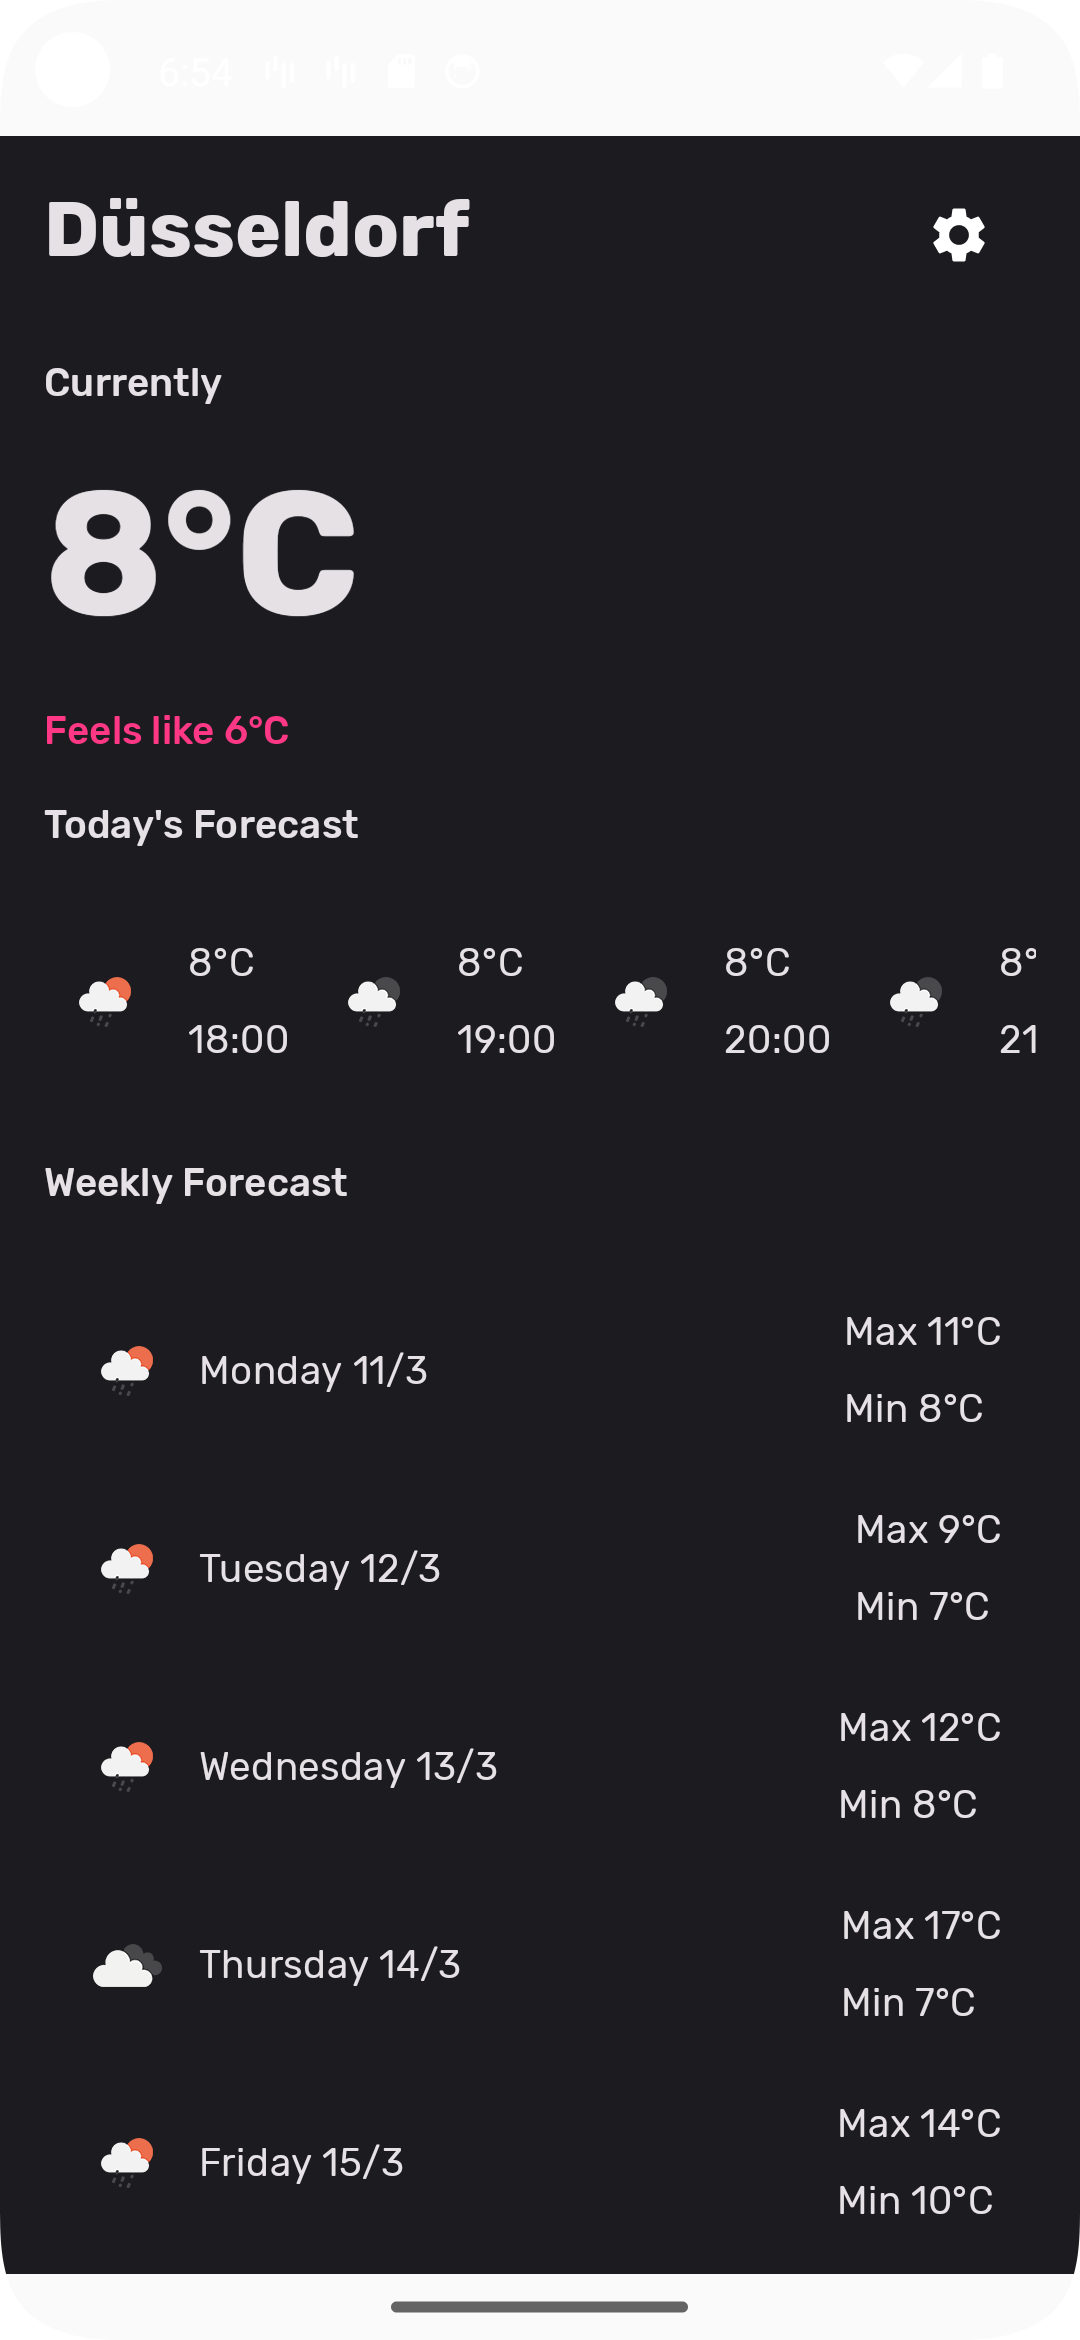 6:54
Düsseldorf
Currently
8°C
Feels like 6°C
Today's Forecast
8°C 8°C 8°C 8°
18:00 19:00 20:00 21
Weekly Forecast
Monday 11/3
Max 11°C
Min 8°C
Tuesday 12/3
Max 9°C
Min 7°C
Wednesday 13/3
Max 12°C
Min 8°C
Thursday 14/3
Max 17°C
Min 7°C
Friday 15/3
Max 14°C
Min 10°C